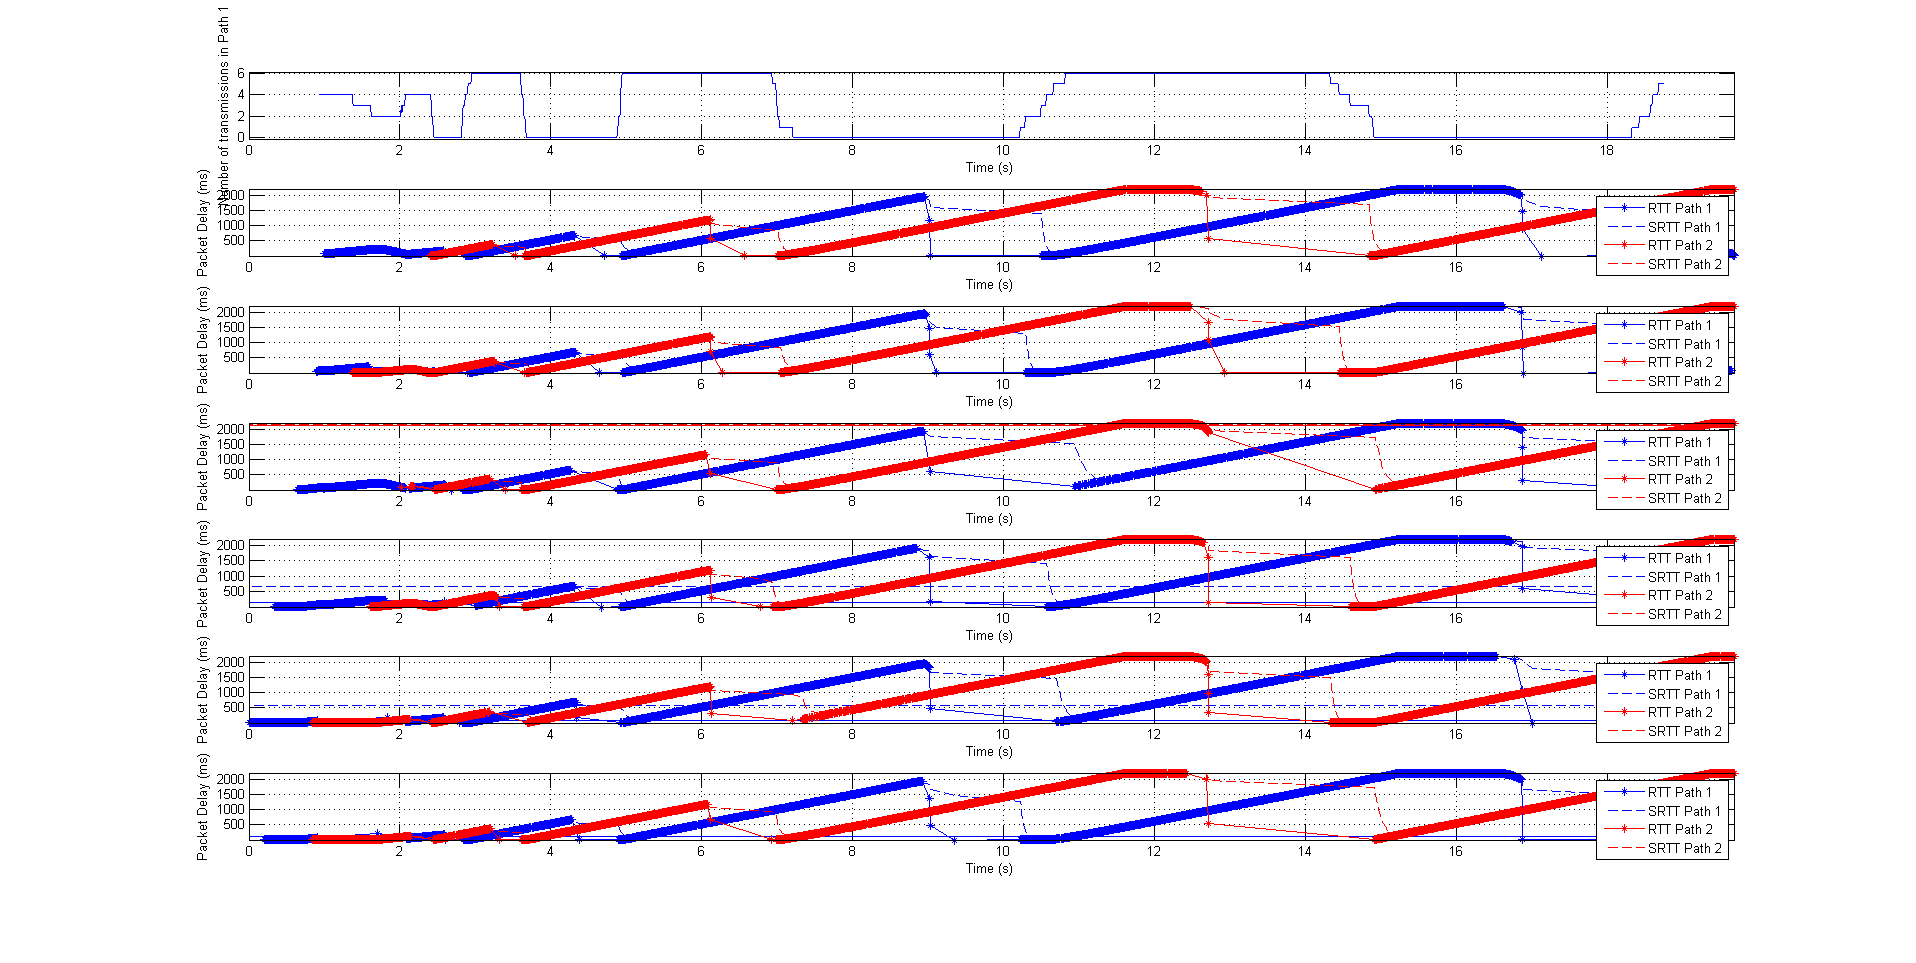 Number of transmissions in Path 1
6
4
2
0
0 2 4 6 8 10 12 14 16 18
Time (s)
Packet Delay (ms)
2000
1500
1000
500
RTT Path 1
SRTT Path 1
RTT Path 2
SRTT Path 2
0 2 4 6 8 10 12 14 16
Time (s)
Packet Delay (ms)
2000
1500
1000
500
RTT Path 1
SRTT Path 1
RTT Path 2
SRTT Path 2
0 2 4 6 8 10 12 14 16
Time (s)
Packet Delay (ms)
2000
1500
1000
500
RTT Path 1
SRTT Path 1
RTT Path 2
SRTT Path 2
0 2 4 6 8 10 12 14 16
Time (s)
Packet Delay (ms)
2000
1500
1000
500
RTT Path 1
SRTT Path 1
RTT Path 2
SRTT Path 2
0 2 4 6 8 10 12 14 16
Time (s)
Packet Delay (ms)
2000
1500
1000
500
RTT Path 1
SRTT Path 1
RTT Path 2
SRTT Path 2
0 2 4 6 8 10 12 14 16
Time (s)
Packet Delay (ms)
2000
1500
1000
500
RTT Path 1
SRTT Path 1
RTT Path 2
SRTT Path 2
0 2 4 6 8 10 12 14 16
Time (s)